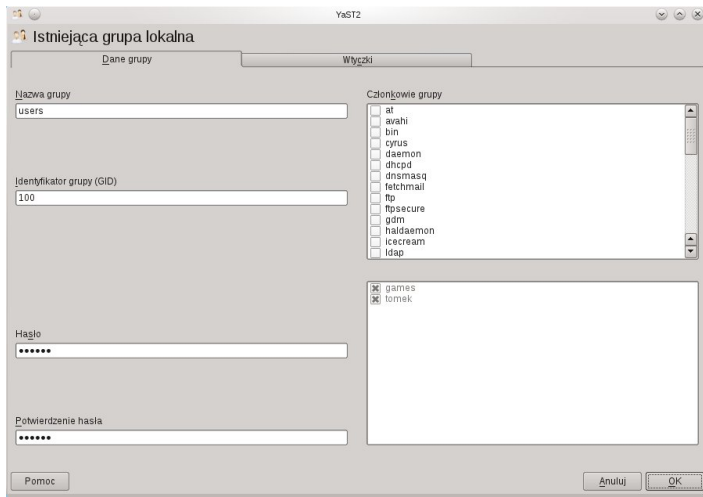 YaST2
Istniejąca grupa lokalna
Dane grupy
Wtyczki
Nazwa grupy
users
Identyfikator grupy (GID)
100
Hasło
••••••
Potwierdzenie hasła
••••••
Członkowie grupy
at
avahi
bin
cyrus
daemon
dhcpd
dnsmasq
fetchmail
ftp
ftpsecure
gdm
haldaemon
icecream
ldap
games
tomek
Pomoc
Anuluj
OK